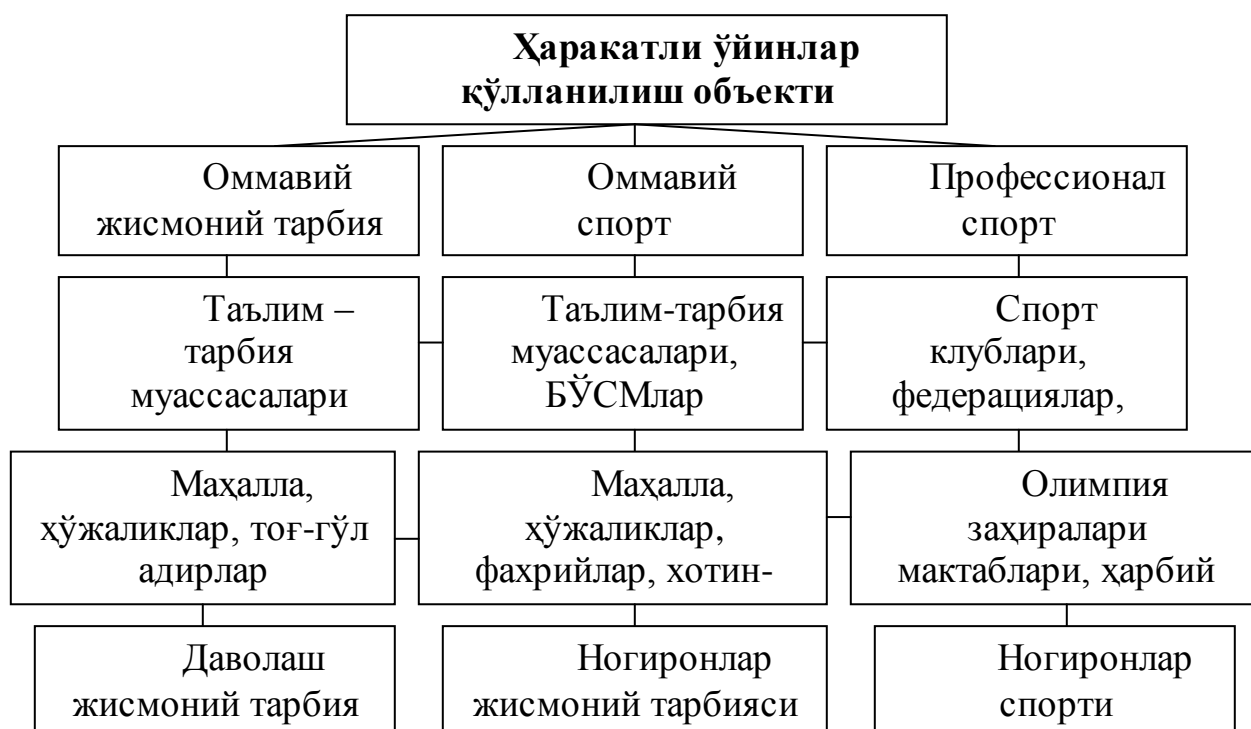 Ҳаракатли ўйинлар
қўлланилиш объекти
Оммавий
жисмоний тарбия
Оммавий
спорт
Профессионал
спорт
Таълим –
тарбия
муассасалари
Таълим-тарбия
муассасалари,
БЎСМлар
Спорт
клублари,
федерациялар,
Маҳалла,
ҳўжаликлар, тоғ-гўл
адирлар
Маҳалла,
ҳўжаликлар,
фахрийлар, хотин-
Олимпия
заҳиралари
мактаблари, ҳарбий
Даволаш
жисмоний тарбия
Ногиронлар
жисмоний тарбияси
Ногиронлар
спорти